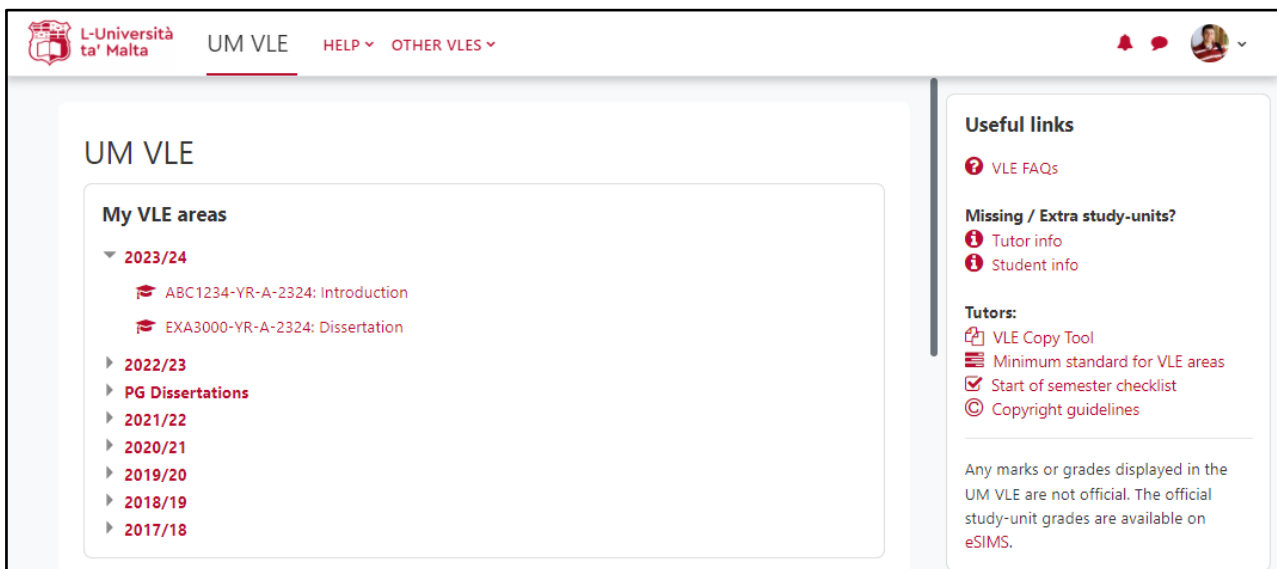 L-Università
ta' Malta
UM VLE
HELP
OTHER VLES
UM VLE
My VLE areas
2023/24
ABC1234-YR-A-2324: Introduction
EXA3000-YR-A-2324: Dissertation
2022/23
PG Dissertations
2021/22
2020/21
2019/20
2018/19
2017/18
Useful links
VLE FAQs
Missing / Extra study-units?
Tutor info
Student info
Tutors:
VLE Copy Tool
Minimum standard for VLE areas
Start of semester checklist
Copyright guidelines
Any marks or grades displayed in the
UM VLE are not official. The official
study-unit grades are available on
eSIMS.